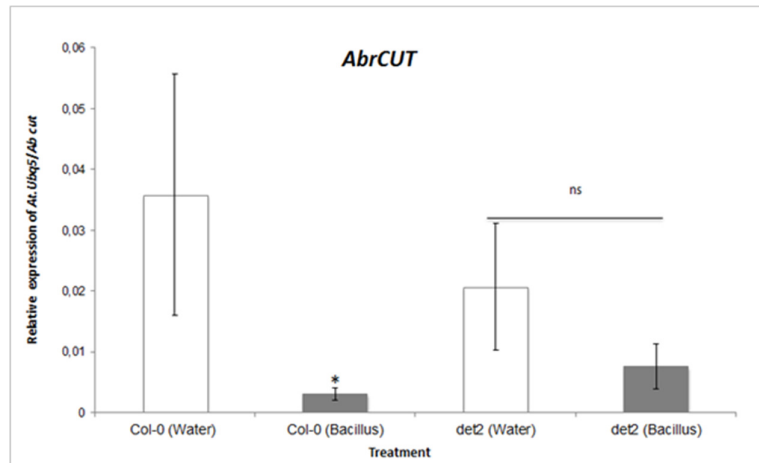 AbrCUT
Relative expression of At.Ubq5/Ab cut
0,06
0,05
0,04
0,03
0,02
0,01
0
ns
*
Col-0 (Water) Col-0 (Bacillus) det2 (Water) det2 (Bacillus)
Treatment